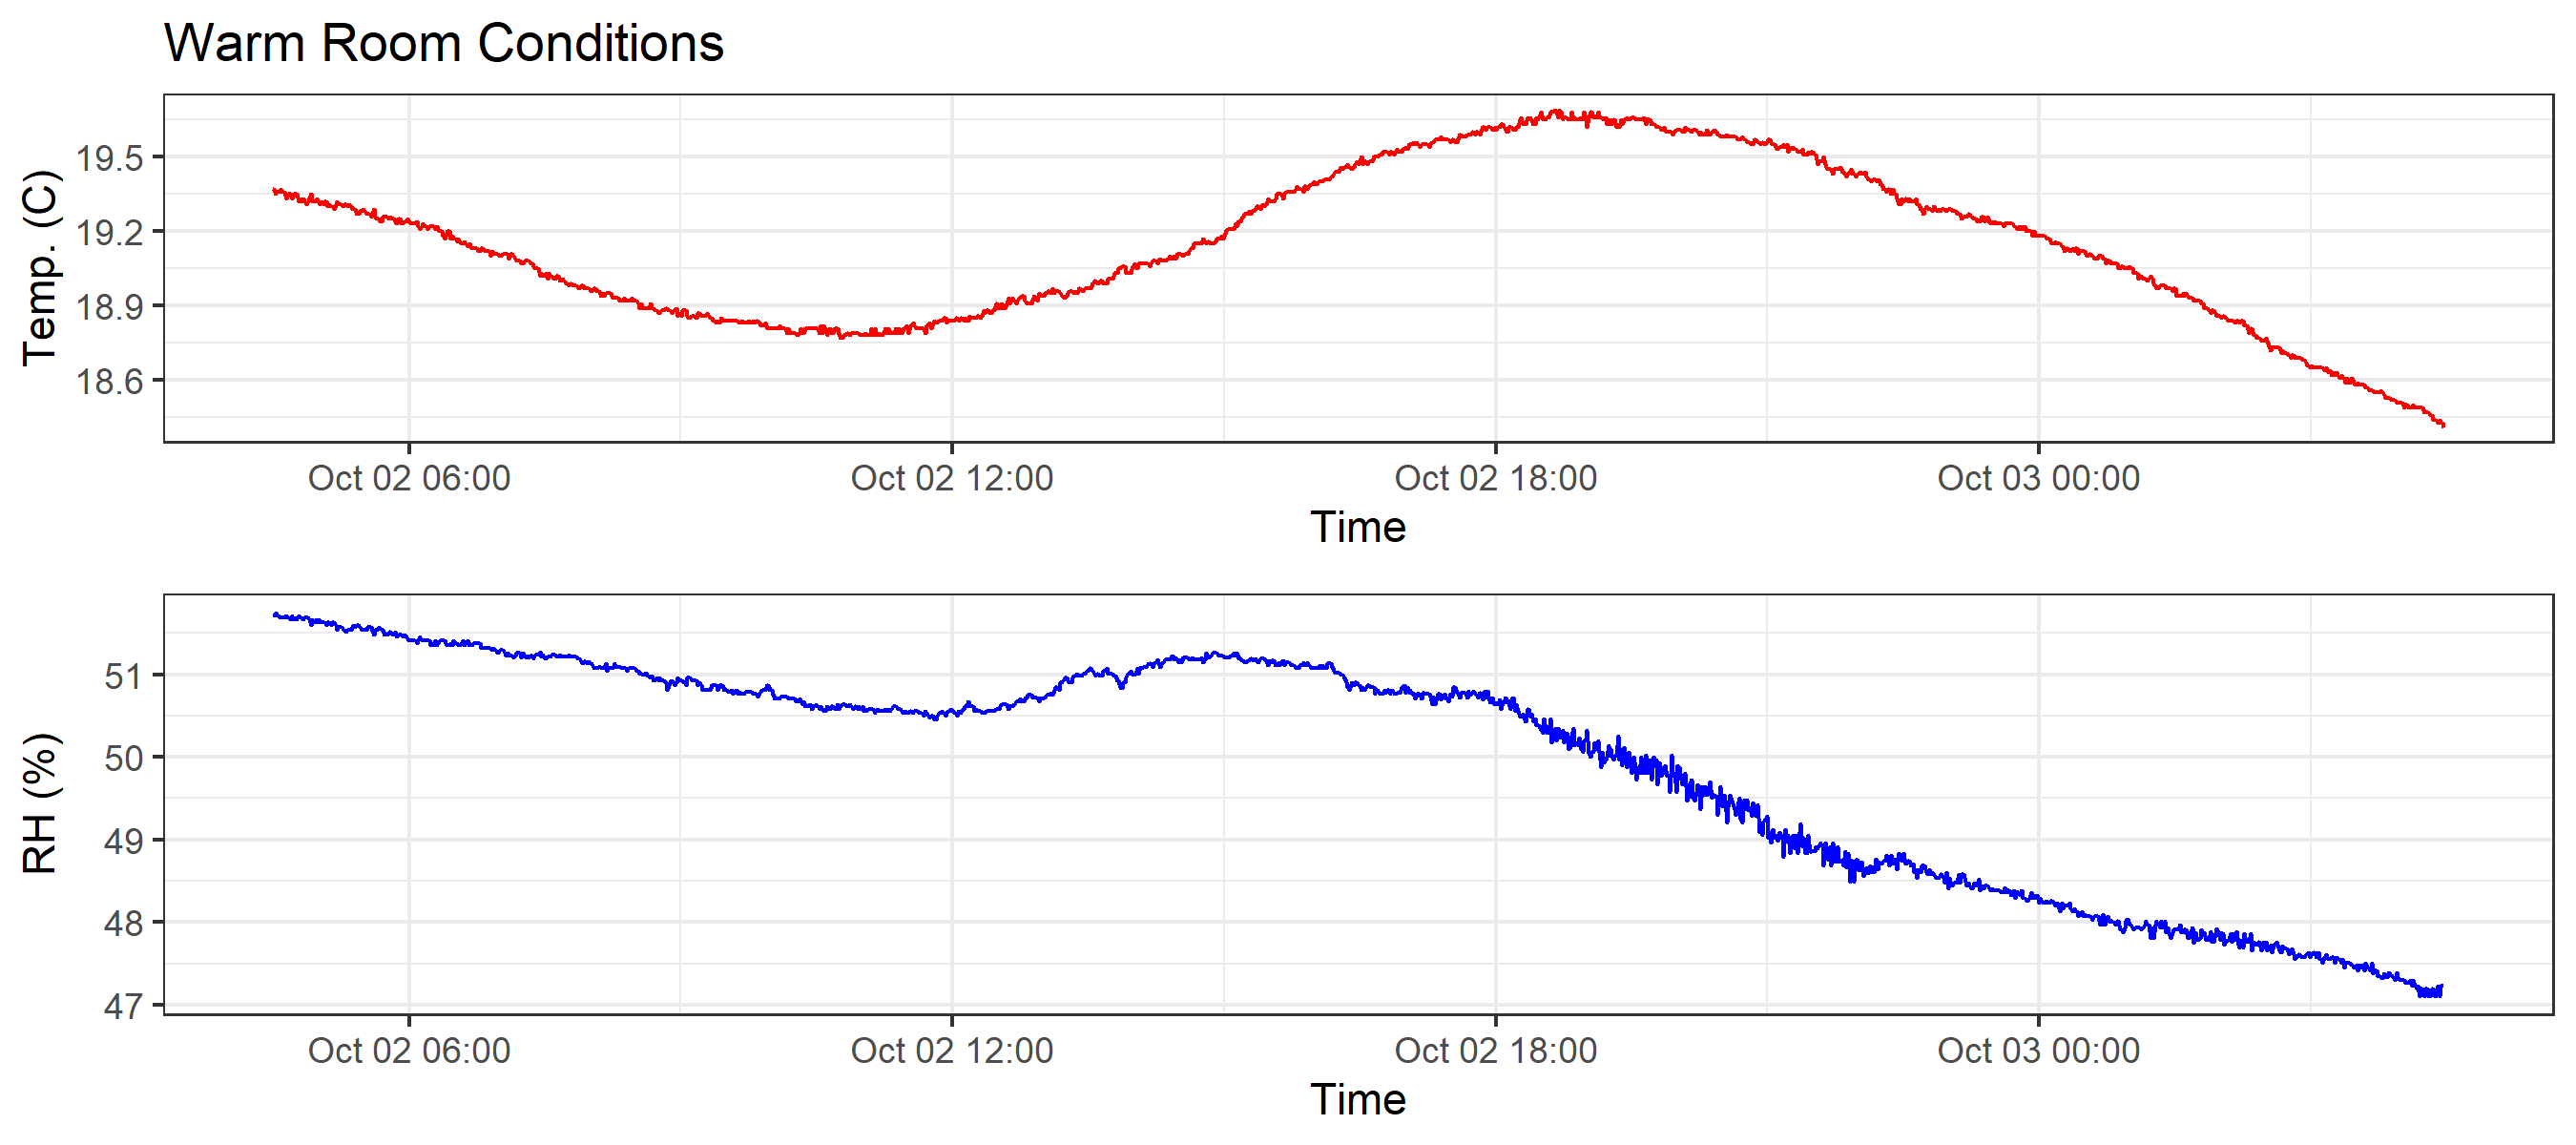 Warm Room Conditions
Temp. (C)
19.5
19.2
18.9
18.6
Oct 02 06:00 Oct 02 12:00 Oct 02 18:00 Oct 03 00:00
Time
RH (%)
51
50
49
48
47
Oct 02 06:00 Oct 02 12:00 Oct 02 18:00 Oct 03 00:00
Time